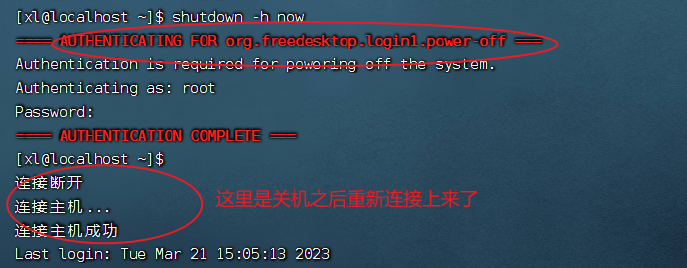 [xl@localhost ~]$ shutdown -h now
==== AUTHENTICATING FOR org.freedesktop.login1.power-off ===
Authentication is required for powering off the system.
Authenticating as: root
Password:
==== AUTHENTICATION COMPLETE ===
[xl@localhost ~]$
连接断开
连接主机...
这里是关机之后重新连接上来了
连接主机成功
Last login: Tue Mar 21 15:05:13 2023